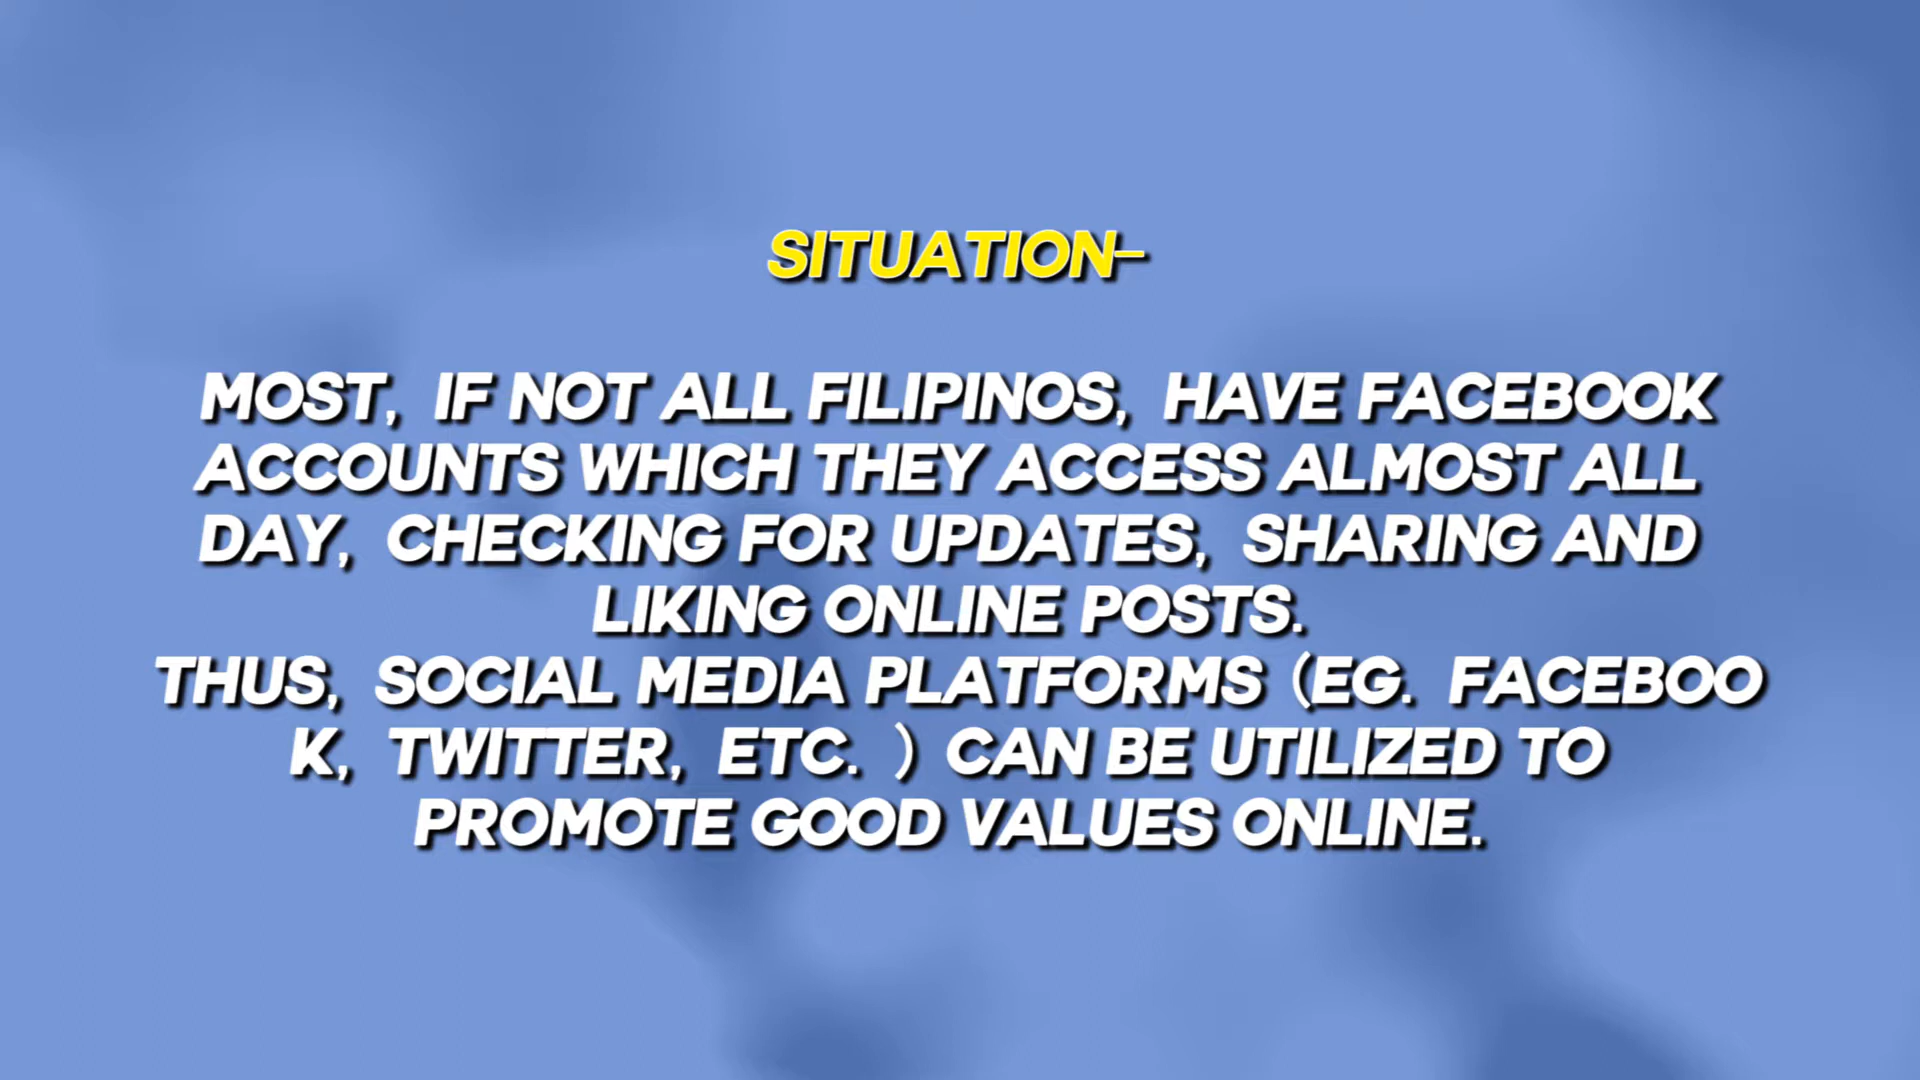 SITUATION–
MOST, IF NOT ALL FILIPINOS, HAVE FACEBOOK
ACCOUNTS WHICH THEY ACCESS ALMOST ALL
DAY, CHECKING FOR UPDATES, SHARING AND
LIKING ONLINE POSTS.
THUS, SOCIAL MEDIA PLATFORMS (EG. FACEBOO
K, TWITTER, ETC. ) CAN BE UTILIZED TO
PROMOTE GOOD VALUES ONLINE.